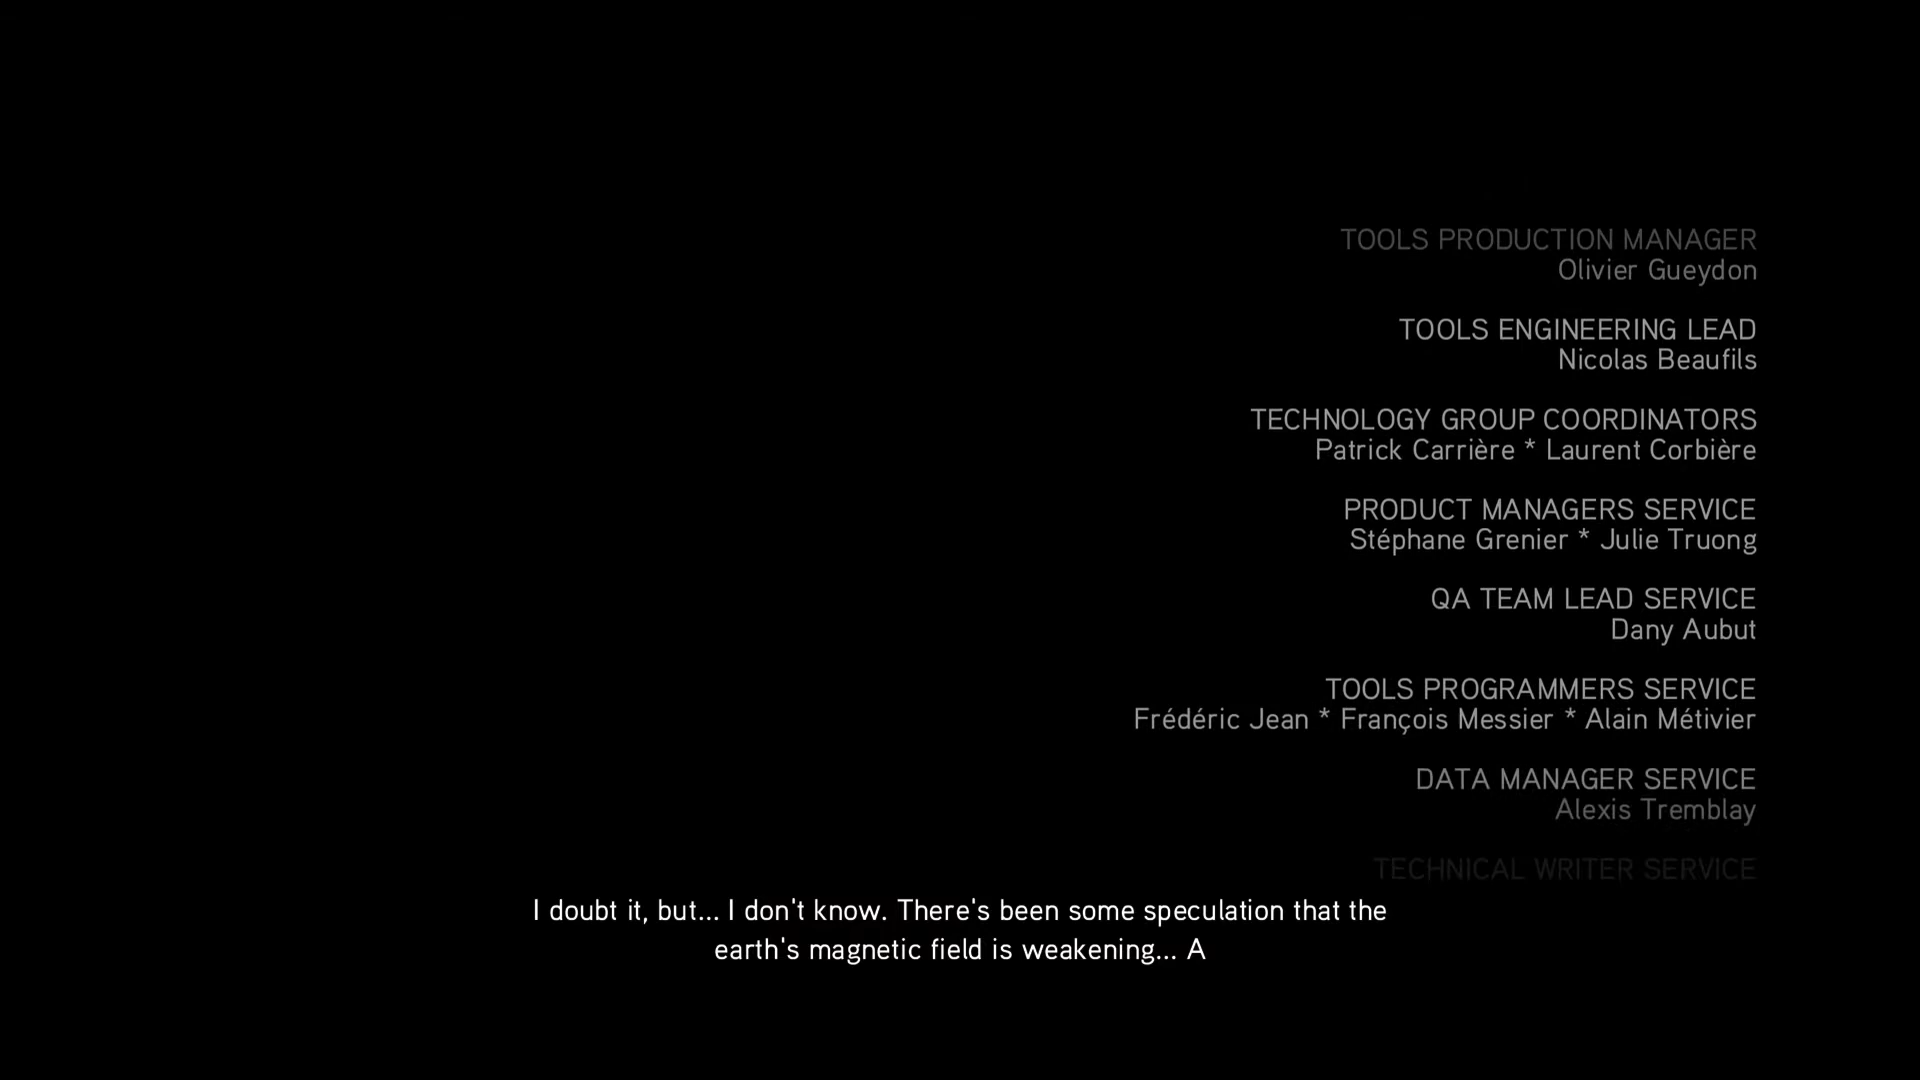 TOOLS PRODUCTION MANAGER
Olivier Gueydon
TOOLS ENGINEERING LEAD
Nicolas Beaufils
TECHNOLOGY GROUP COORDINATORS
Patrick Carrière * Laurent Corbière
PRODUCT MANAGERS SERVICE
Stéphane Grenier * Julie Truong
QA TEAM LEAD SERVICE
Dany Aubut
TOOLS PROGRAMMERS SERVICE
Frédéric Jean * François Messier * Alain Métivier
DATA MANAGER SERVICE
Alexis Tremblay
TECHNICAL WRITER SERVICE
I doubt it, but... I don't know. There's been some speculation that the
earth's magnetic field is weakening... A